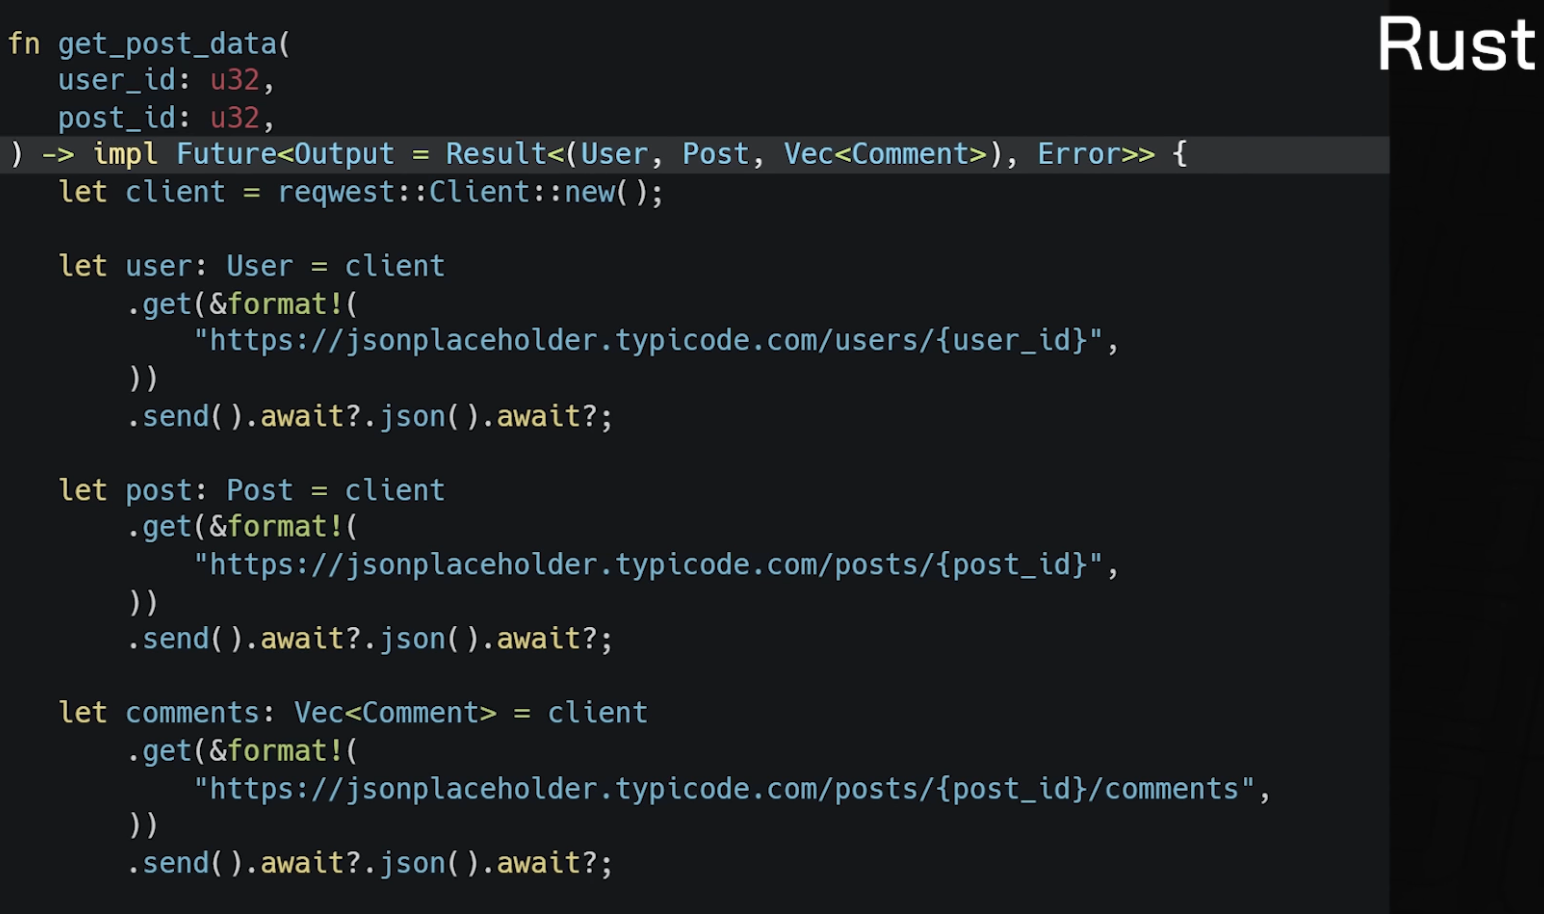 Rust
fn get_post_data(
    user_id: u32,
    post_id: u32,
) -> impl Future<Output = Result<(User, Post, Vec<Comment>), Error>> {
    let client = reqwest::Client::new();

    let user: User = client
        .get(&format!(
            "https://jsonplaceholder.typicode.com/users/{user_id}",
        ))
        .send().await?.json().await?;

    let post: Post = client
        .get(&format!(
            "https://jsonplaceholder.typicode.com/posts/{post_id}",
        ))
        .send().await?.json().await?;

    let comments: Vec<Comment> = client
        .get(&format!(
            "https://jsonplaceholder.typicode.com/posts/{post_id}/comments",
        ))
        .send().await?.json().await?;